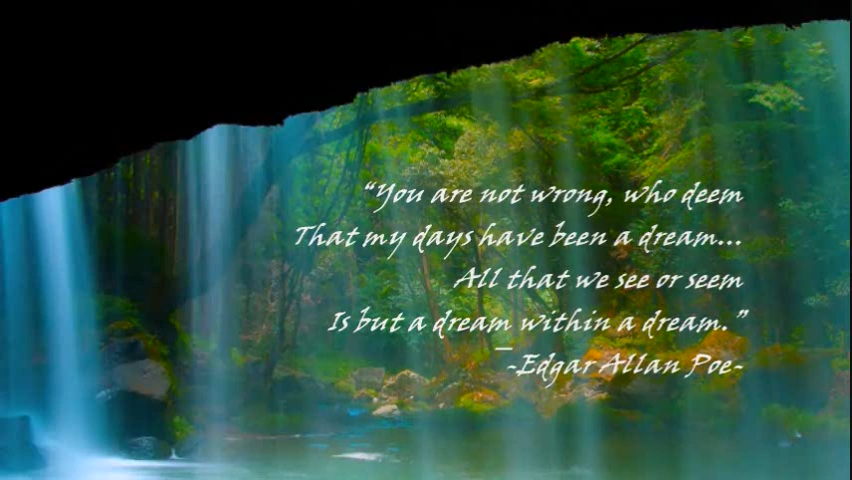 “You are not wrong, who deem
That my days have been a dream...
All that we see or seem
Is but a dream within a dream.”
-Edgar Allan Poe-